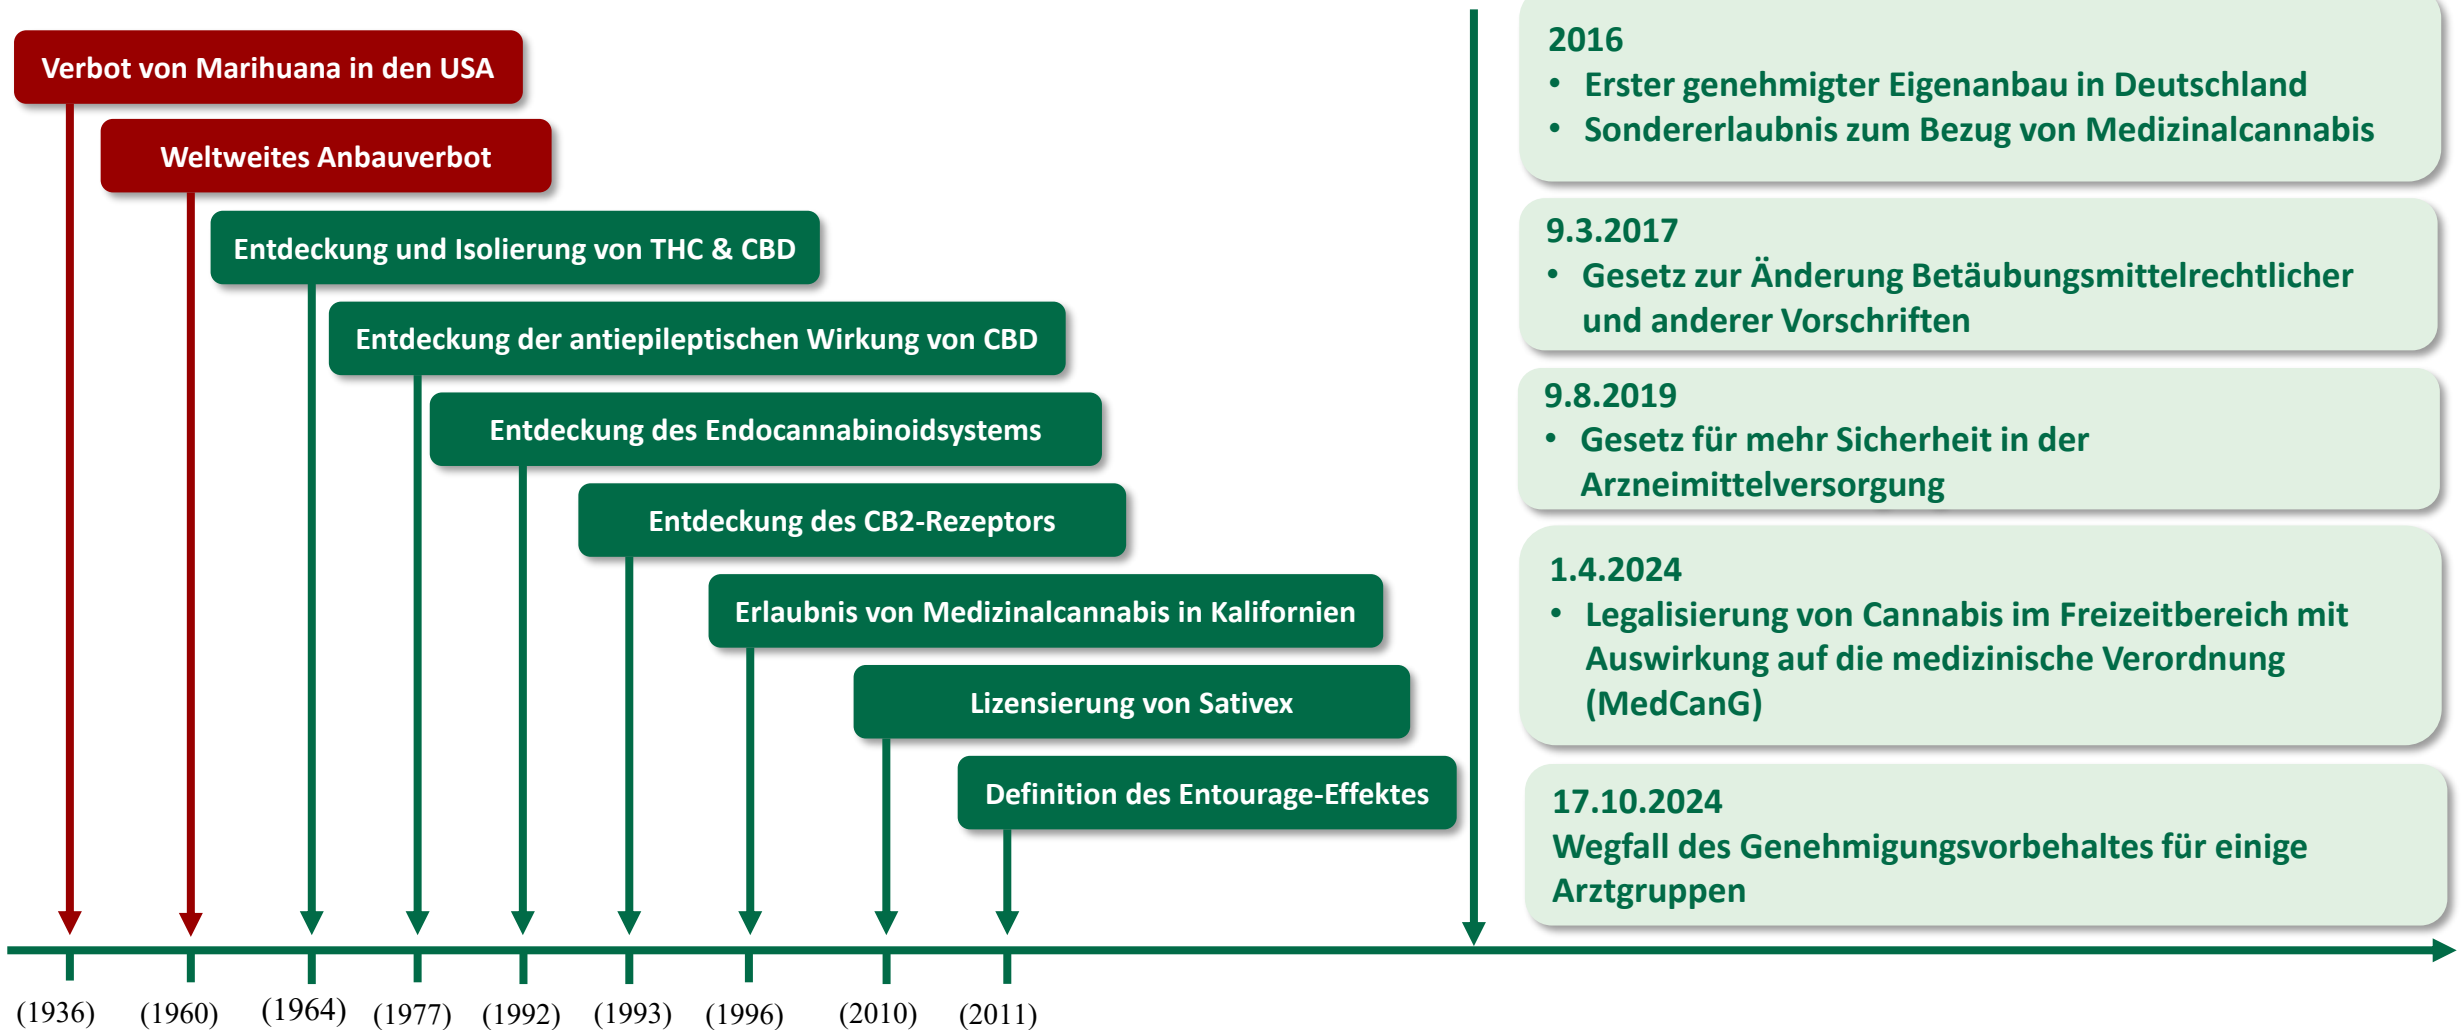 Verbot von Marihuana in den USA
Weltweites Anbauverbot
Entdeckung und Isolierung von THC & CBD
Entdeckung der antiepileptischen Wirkung von CBD
Entdeckung des Endocannabinoidsystems
Entdeckung des CB2-Rezeptors
Erlaubnis von Medizinalcannabis in Kalifornien
Lizensierung von Sativex
Definition des Entourage-Effektes
(1936)
(1960)
(1964)
(1977)
(1992)
(1993)
(1996)
(2010)
(2011)
2016
• Erster genehmigter Eigenanbau in Deutschland
• Sondererlaubnis zum Bezug von Medizinalcannabis
9.3.2017
• Gesetz zur Änderung Betäubungsmittelrechtlicher
und anderer Vorschriften
9.8.2019
• Gesetz für mehr Sicherheit in der
Arzneimittelversorgung
1.4.2024
• Legalisierung von Cannabis im Freizeitbereich mit
Auswirkung auf die medizinische Verordnung
(MedCanG)
17.10.2024
Wegfall des Genehmigungsvorbehaltes für einige
Arztgruppen